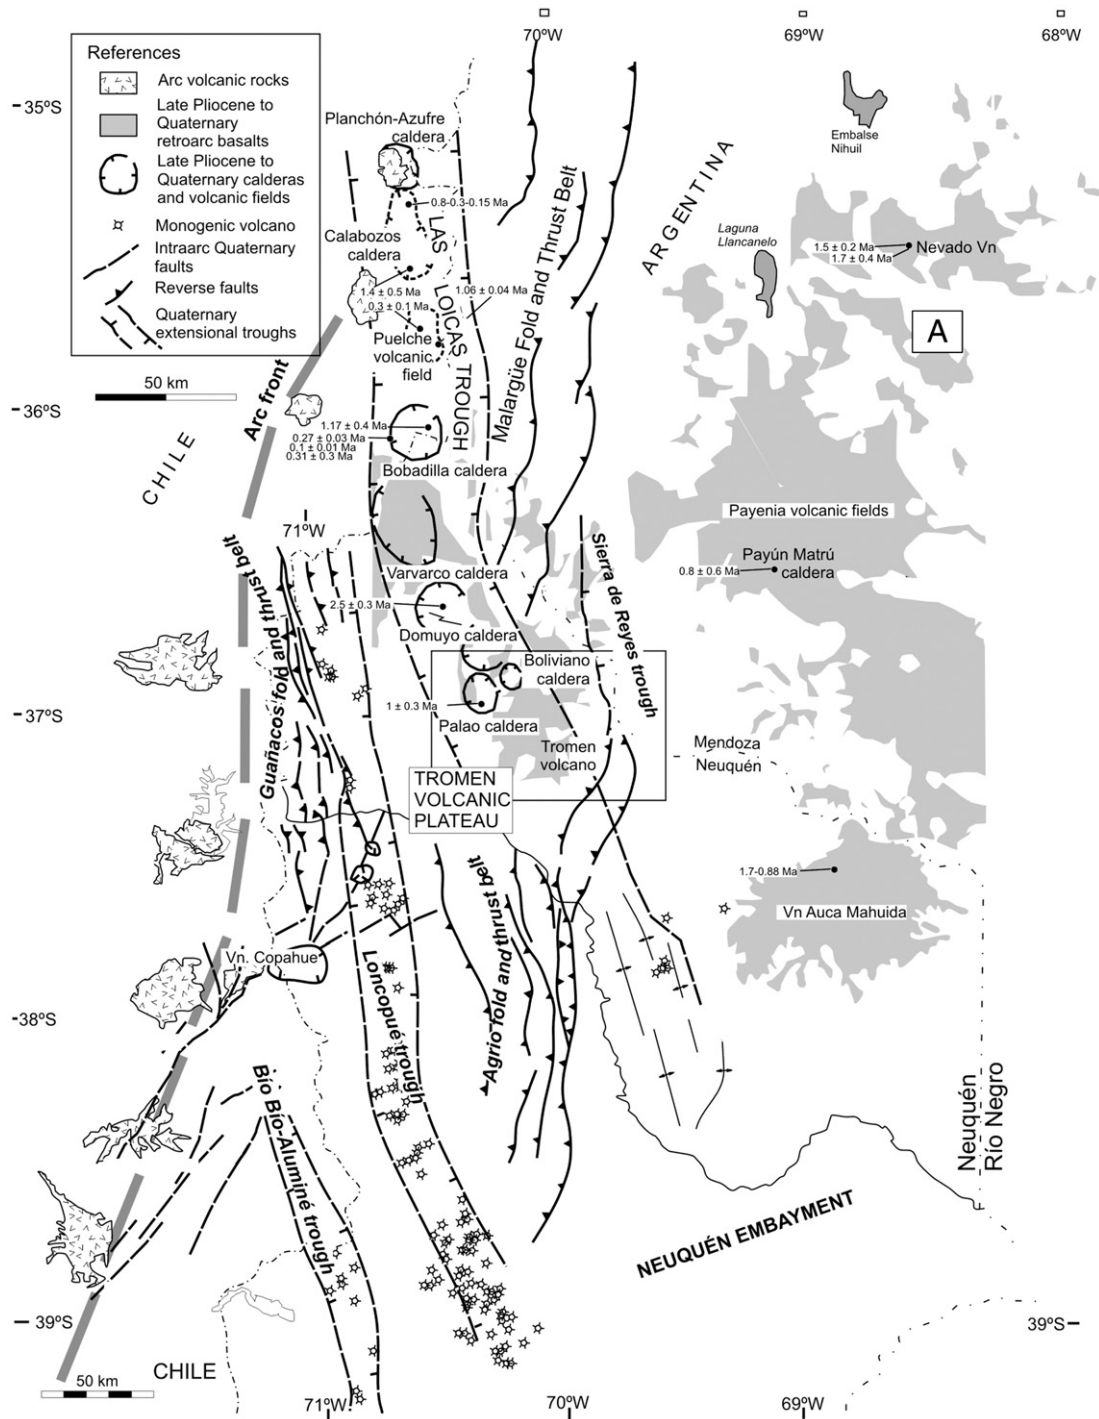 70ºW
69ºW
68ºW
References
Arc volcanic rocks
Late Pliocene to
Quaternary
retroarc basalts
Late Pliocene to
Quaternary calderas
and volcanic fields
Monogenic volcano
Intraarc Quaternary
faults
Reverse faults
Quaternary
extensional troughs
50 km
35ºS
36ºS
37ºS
38ºS
39ºS
39ºS
Planchón-Azufre
caldera
0.8-0.3-0.15 Ma
Calabozos
caldera
1.4 ± 0.5 Ma
0.3 ± 0.1 Ma
1.06 ± 0.04 Ma
Puelche
volcanic
field
LAS LOICAS TROUGH
Malargüe Fold and Thrust Belt
ARGENTINA
Embalse
Nihuil
Laguna
Llancanelo
1.5 ± 0.2 Ma
1.7 ± 0.4 Ma
Nevado Vn
A
Arc front
CHILE
1.17 ± 0.4 Ma
0.27 ± 0.03 Ma
0.1 ± 0.01 Ma
0.31 ± 0.3 Ma
Bobadilla caldera
71ºW
Payenia volcanic fields
Payún Matrú
caldera
0.8 ± 0.6 Ma
Varvarco caldera
2.5 ± 0.3 Ma
Domuyo caldera
Sierra de Reyes trough
Guañacos fold and thrust belt
Boliviano
caldera
1 ± 0.3 Ma
Palao caldera
Tromen
volcano
Mendoza
Neuquén
TROMEN
VOLCANIC
PLATEAU
1.7-0.88 Ma
Vn Auca Mahuida
Agrio fold and thrust belt
Vn. Copahue
Loncopué trough
Bío Bío-Aluminé trough
Neuquén
Río Negro
NEUQUÉN EMBAYMENT
CHILE
50 km
71ºW
70ºW
69ºW